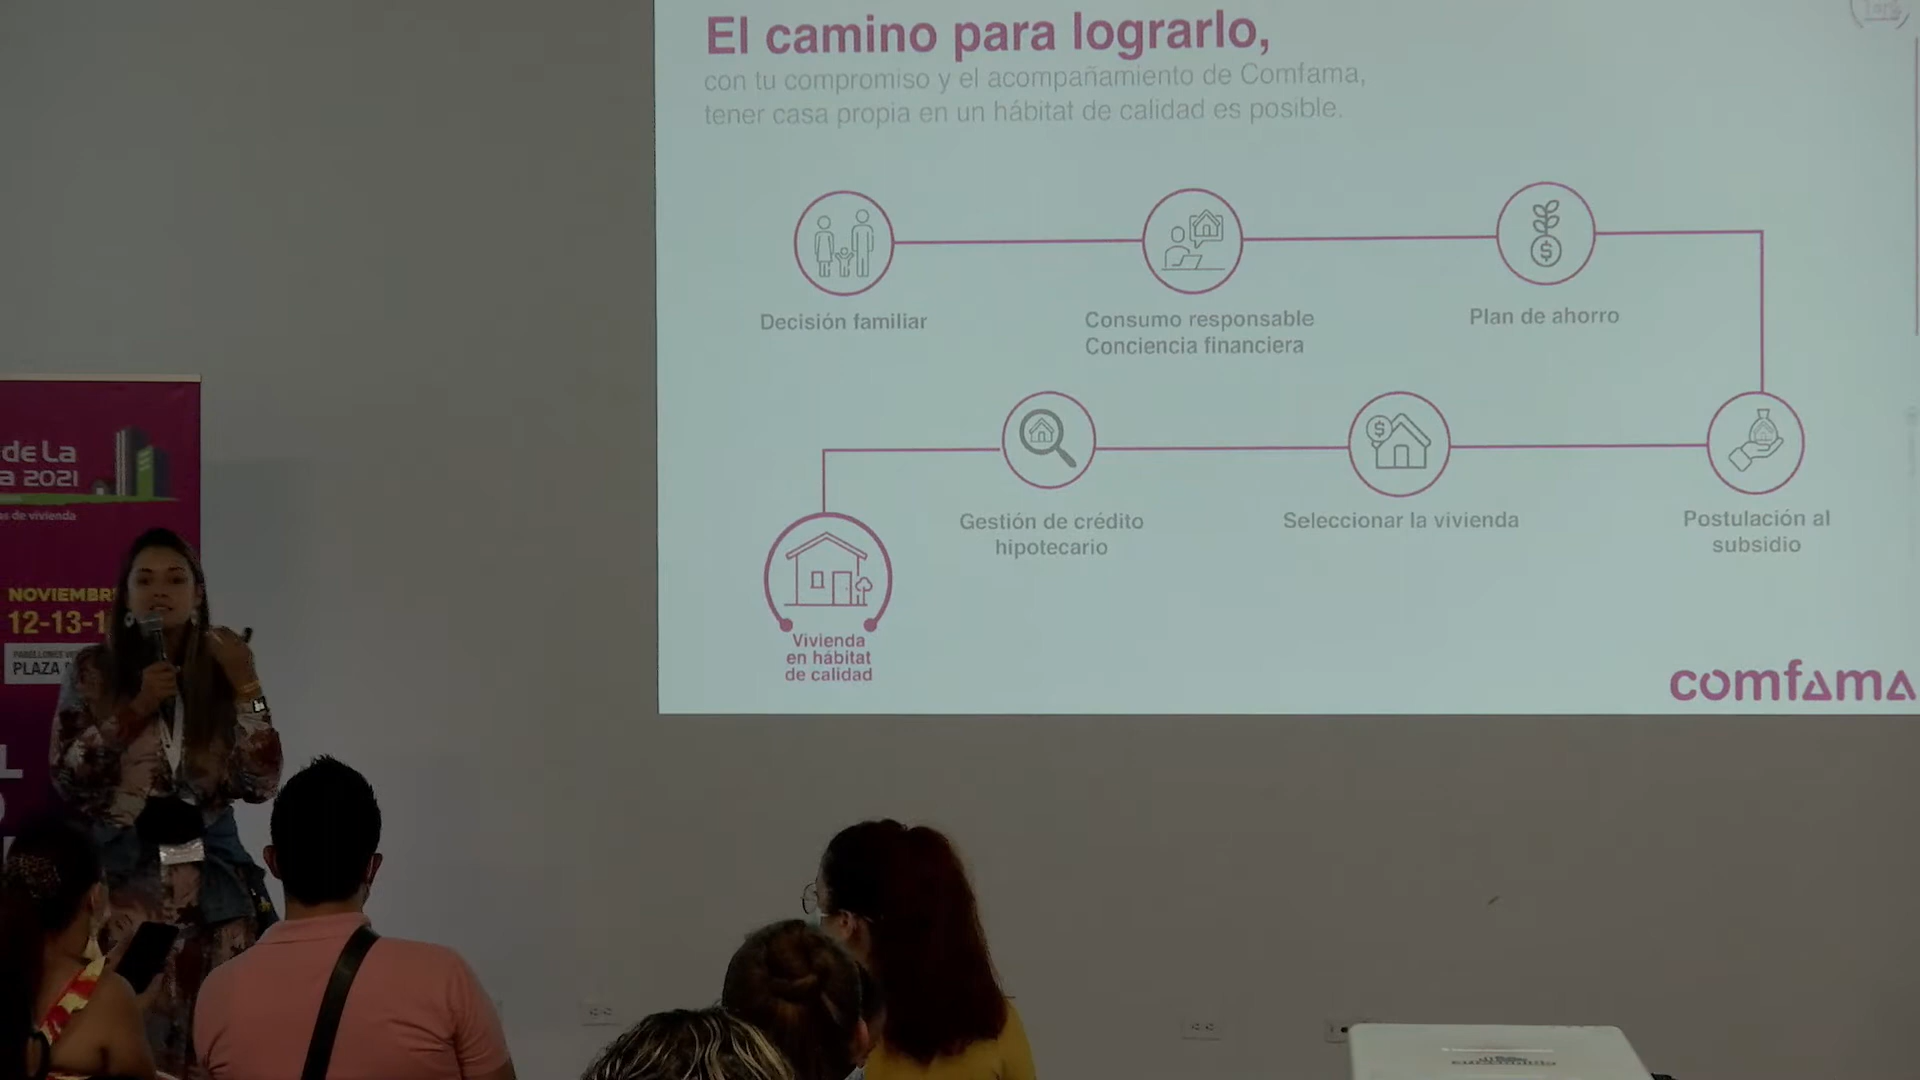 El camino para lograrlo,
con tu compromiso y el acompañamiento de Comfama,
tener casa propia en un hábitat de calidad es posible.
Decisión familiar
Consumo responsable
Conciencia financiera
Plan de ahorro
Postulación al
subsidio
Seleccionar la vivienda
Gestión de crédito
hipotecario
Vivienda
en hábitat
de calidad
comfama
de La
a 2021
de vivienda
NOVIEMBR
12-13-1
PLAZA
L